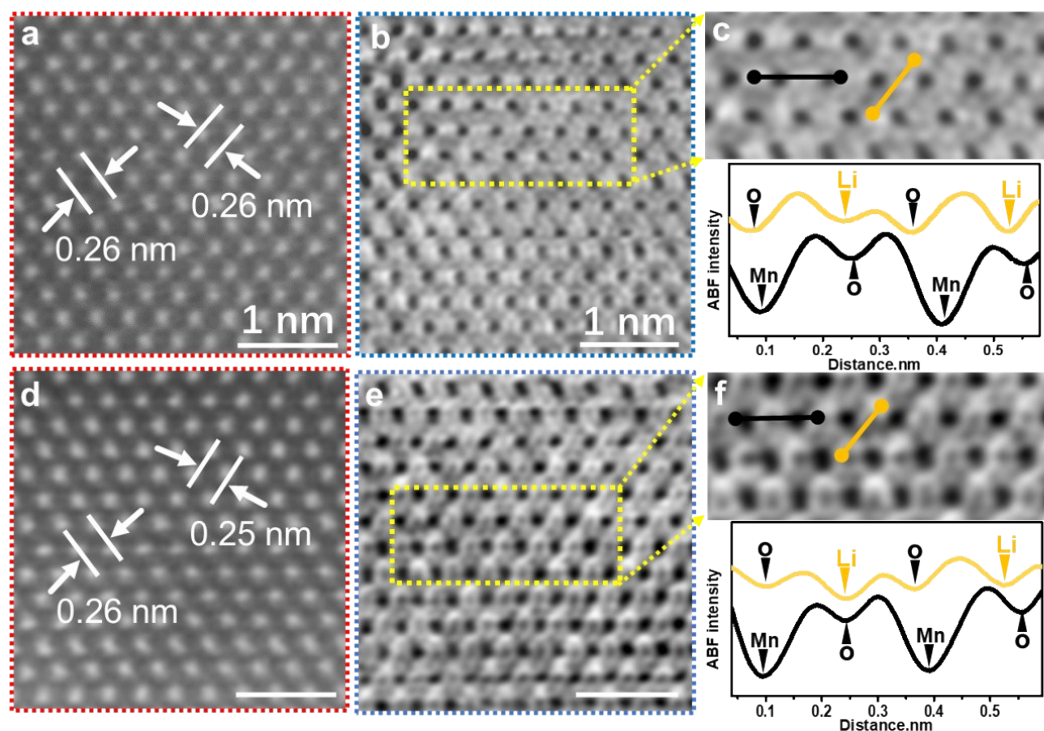 a
0.26 nm
0.26 nm
1 nm
b
1 nm
c
O
Li
O
Li
Mn
O
Mn
O
ABF intensity
0.1 0.2 0.3 0.4 0.5
Distance.nm
d
0.25 nm
0.26 nm
e
f
O
Li
O
Li
Mn
O
Mn
O
ABF intensity
0.1 0.2 0.3 0.4 0.5
Distance.nm